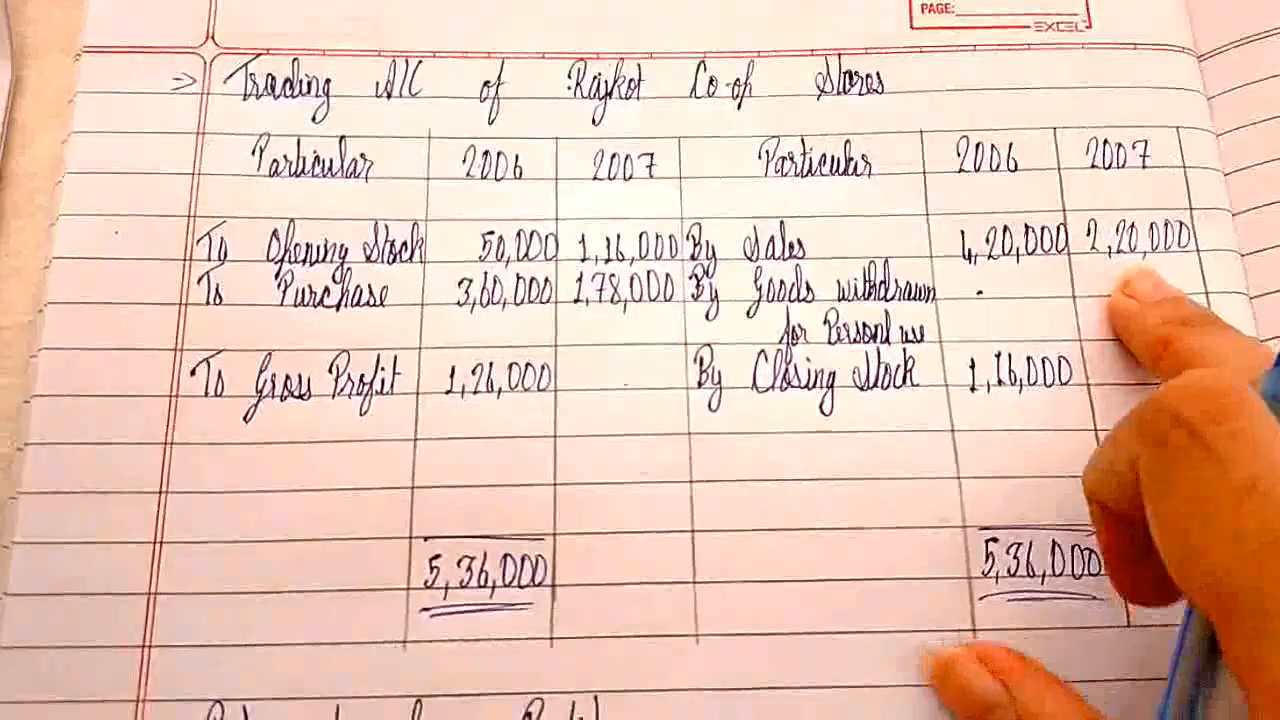 PAGE:
EXCEL
=> Trading A/C of Rajkot Co-op Stores
Particular 2006 2007 Particular 2006 2007
To Opening Stock 50,000 1,16,000 By Sales 4,20,000 2,20,000
To Purchase 3,60,000 1,78,000 By Goods withdrawn -
for Personl use
To Gross Profit 1,26,000 By Closing Stock 1,16,000
5,36,000 5,36,000